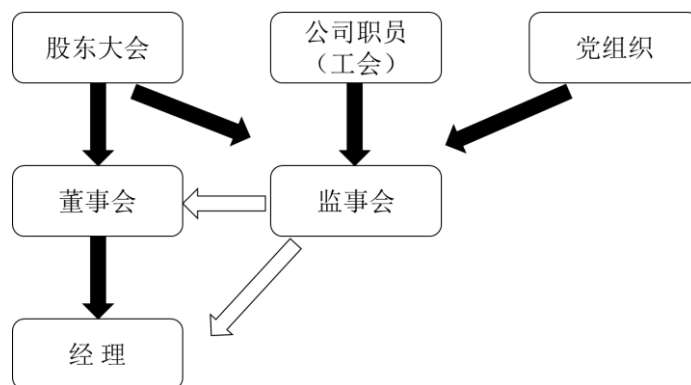 股东大会
公司职员
（工会）
党组织
董事会
监事会
经 理